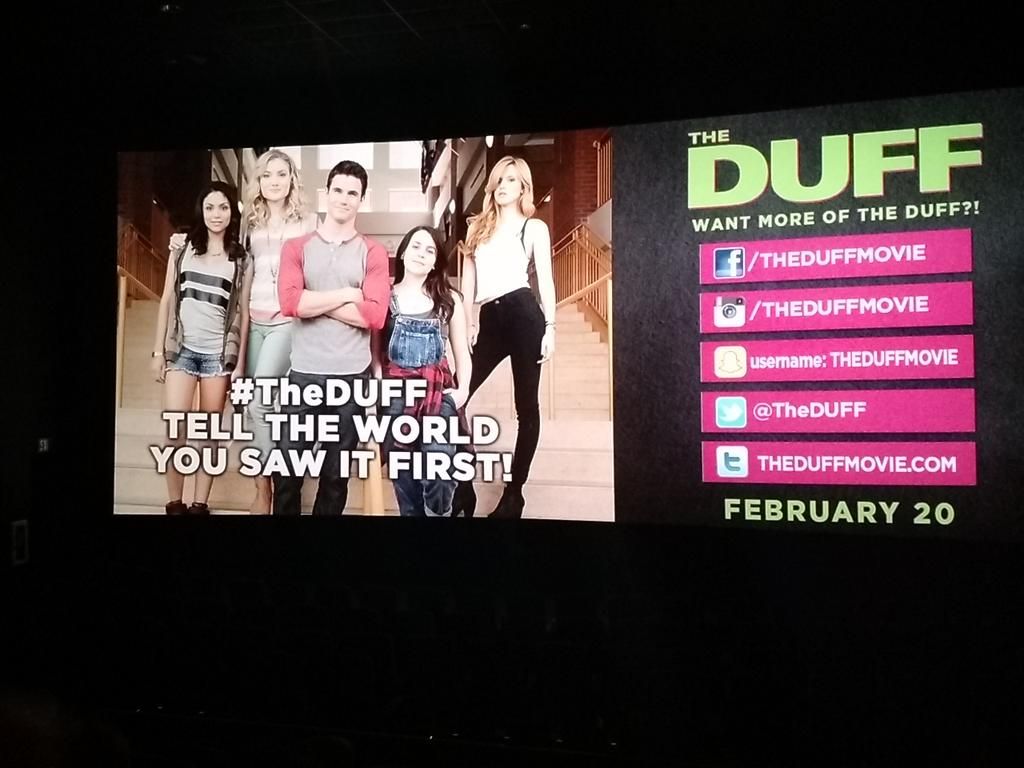 #TheDUFF
TELL THE WORLD
YOU SAW IT FIRST!
THE
DUFF
WANT MORE OF THE DUFF?!
/THEDUFFMOVIE
/THEDUFFMOVIE
username: THEDUFFMOVIE
@TheDUFF
THEDUFFMOVIE.COM
FEBRUARY 20